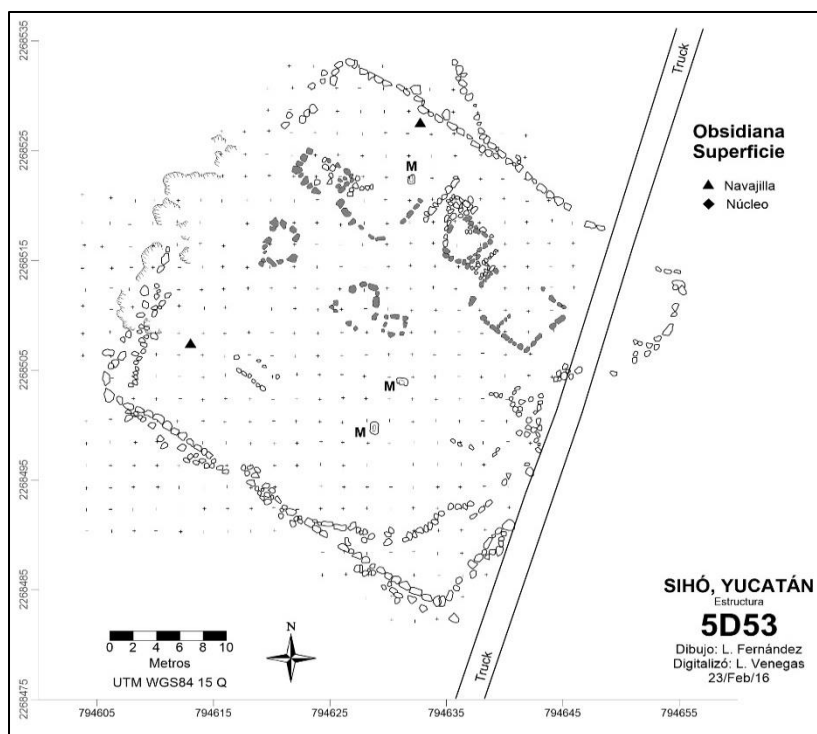 2268535
2268525
2268515
2268505
2268495
2268485
2268475
Truck
M
M
M
Obsidiana
Superficie
Navajilla
Núcleo
SIHÓ, YUCATÁN
Estructura
5D53
Dibujo: L. Fernández
Digitalizó: L. Venegas
23/Feb/16
N
0 2 4 6 8 10
Metros
UTM WGS84 15 Q
Truck
794605 794615 794625 794635 794645 794655